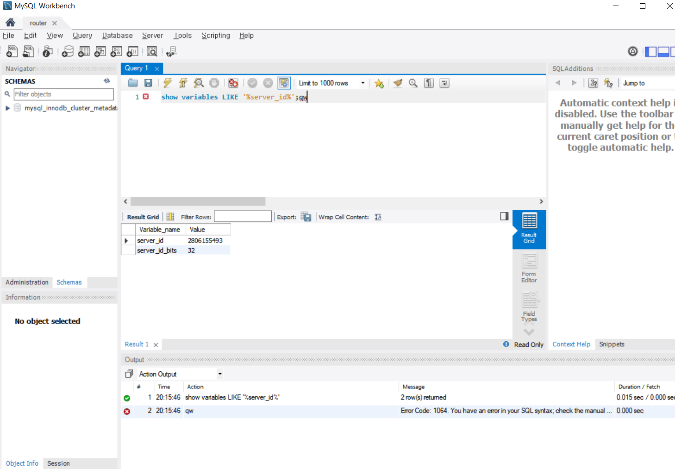 MySQL Workbench
router
File Edit View Query Database Server Tools Scripting Help
Navigator
SCHEMAS
Filter objects
mysql_innodb_cluster_metadata
Administration Schemas
Information
No object selected
Object Info Session
Query 1
Limit to 1000 rows
1 show variables LIKE '%server_id%';qw
Result Grid Filter Rows: Export: Wrap Cell Content:
Variable_name Value
server_id 2806155493
server_id_bits 32
Result Grid
Form Editor
Field Types
Result 1
Read Only
SQLAdditions
Jump to
Automatic context help i
disabled. Use the toolbar
manually get help for the
current caret position or t
toggle automatic help.
Context Help Snippets
Output
Action Output
# Time Action Message Duration / Fetch
1 20:15:46 show variables LIKE '%server_id%' 2 row(s) returned 0.015 sec / 0.000 sec
2 20:15:46 qw Error Code: 1064. You have an error in your SQL syntax; check the manual ... 0.000 sec